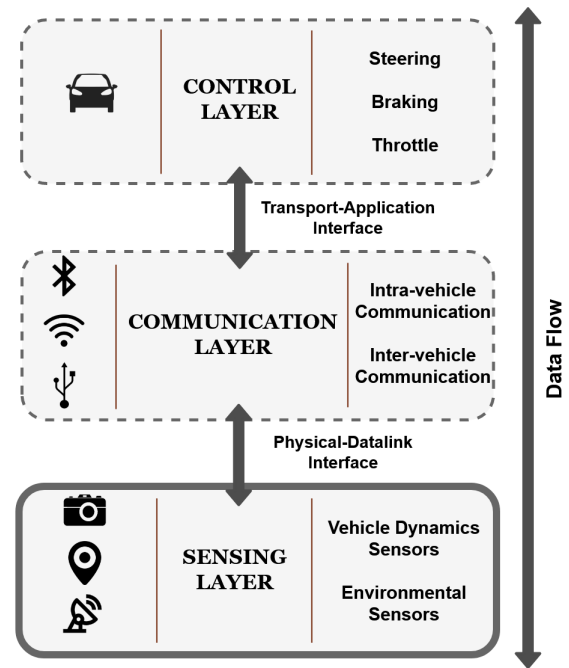 CONTROL
LAYER
Steering
Braking
Throttle
Transport-Application
Interface
COMMUNICATION
LAYER
Intra-vehicle
Communication
Inter-vehicle
Communication
Physical-Datalink
Interface
SENSING
LAYER
Vehicle Dynamics
Sensors
Environmental
Sensors
Data Flow